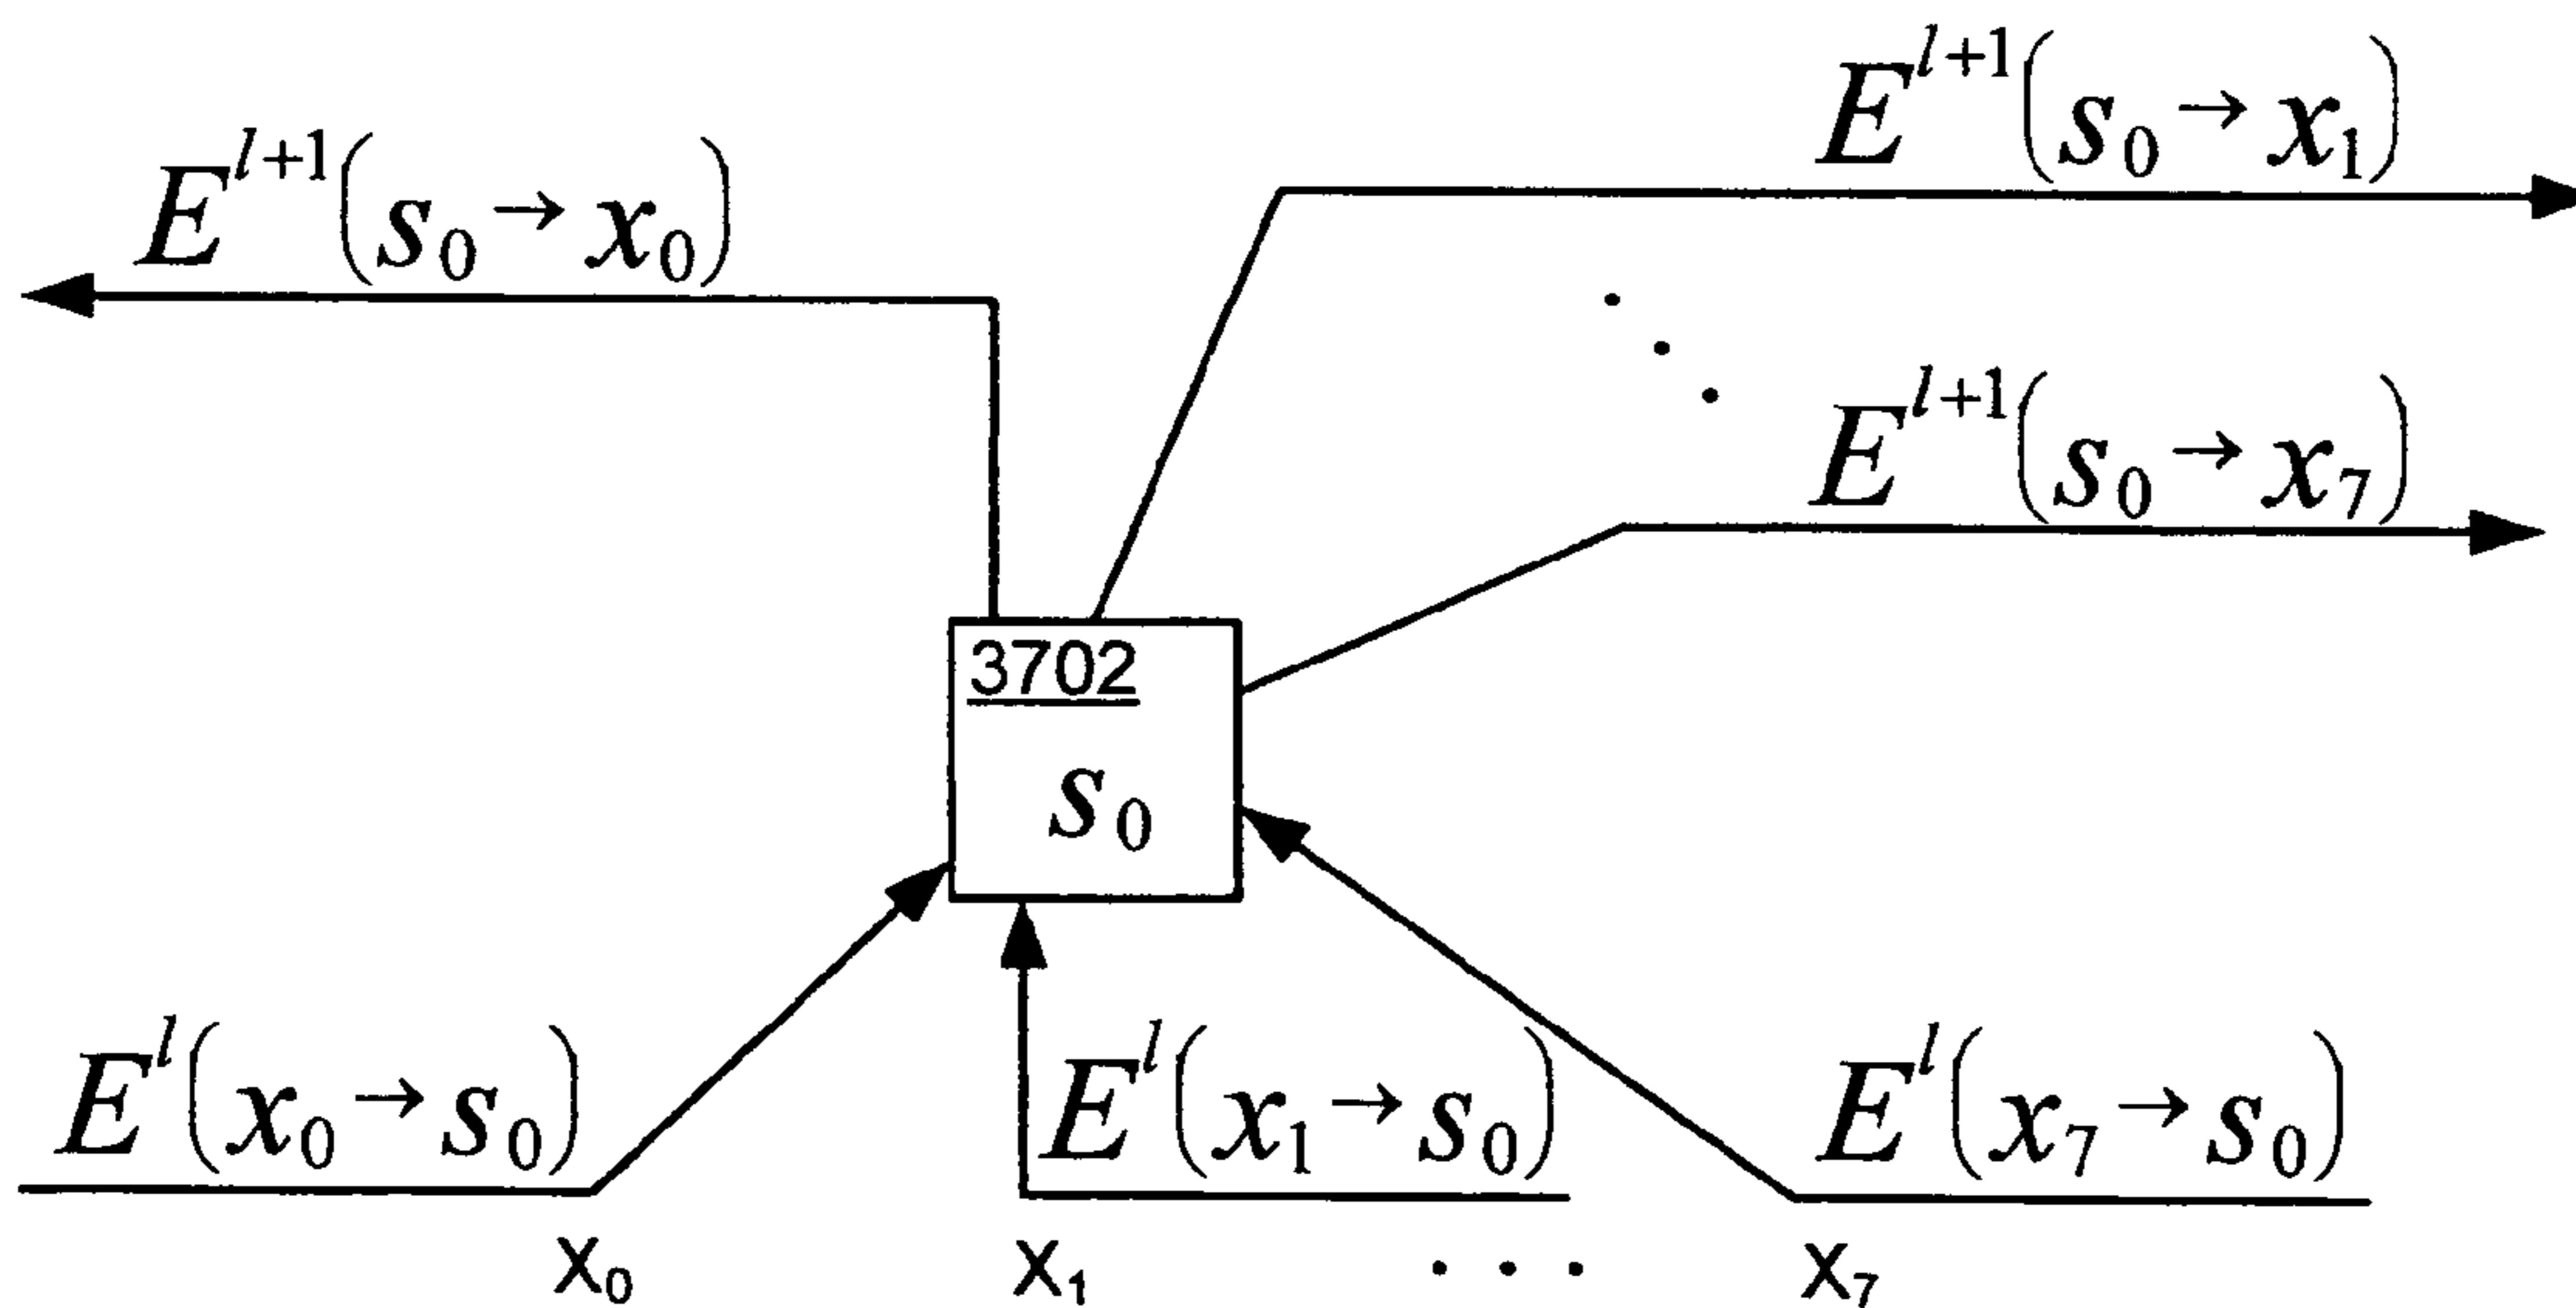 E^{l+1}(s_0 → x_1)
E^{l+1}(s_0 → x_0)
E^{l+1}(s_0 → x_7)
3702
s_0
E^l(x_0 → s_0)
E^l(x_1 → s_0)
E^l(x_7 → s_0)
x_0 x_1 . . . x_7